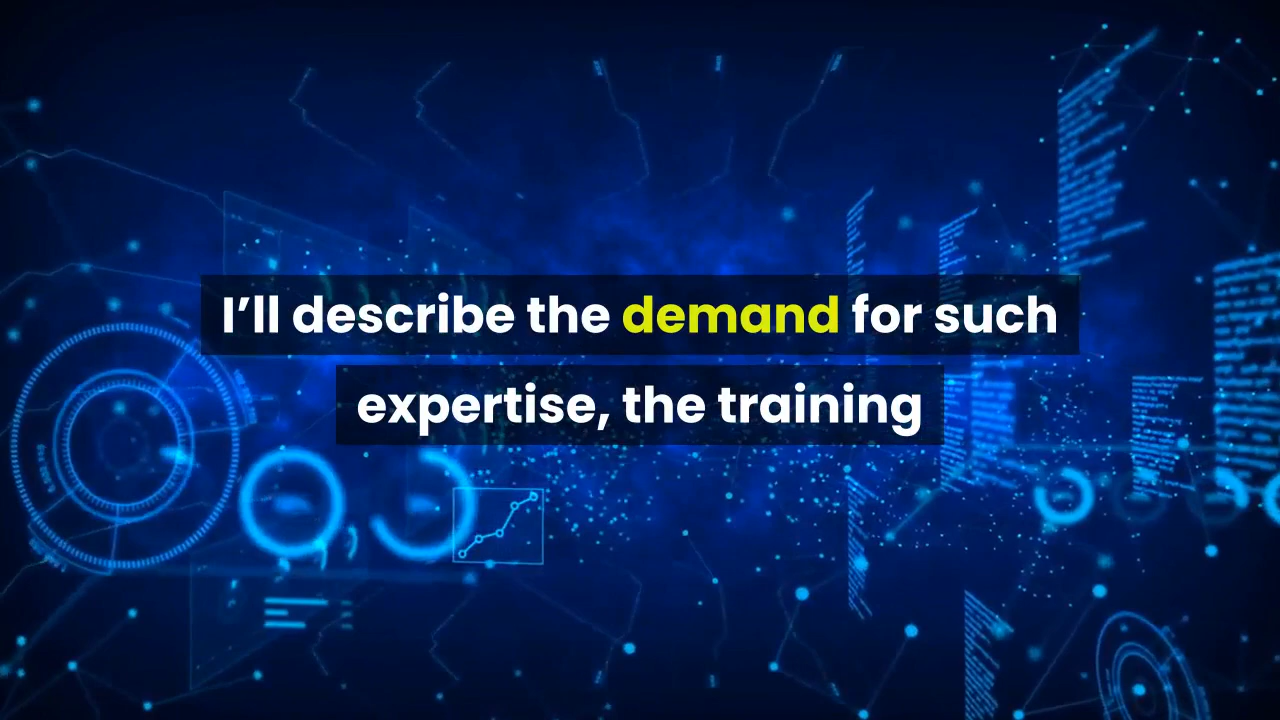 I’ll describe the demand for such
expertise, the training